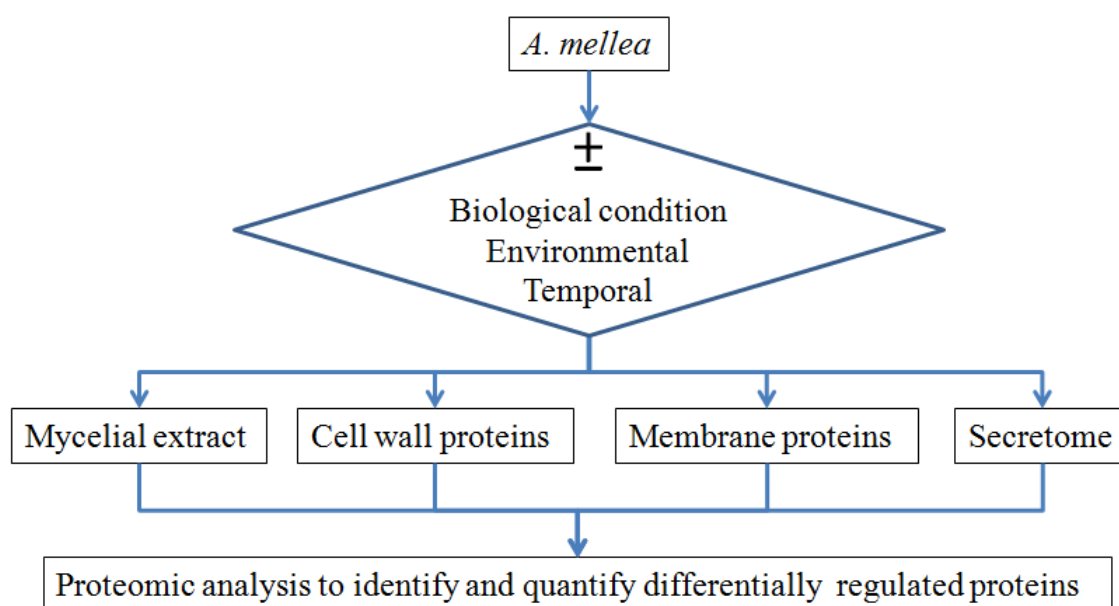 A. mellea
±
Biological condition
Environmental
Temporal
Mycelial extract
Cell wall proteins
Membrane proteins
Secretome
Proteomic analysis to identify and quantify differentially regulated proteins